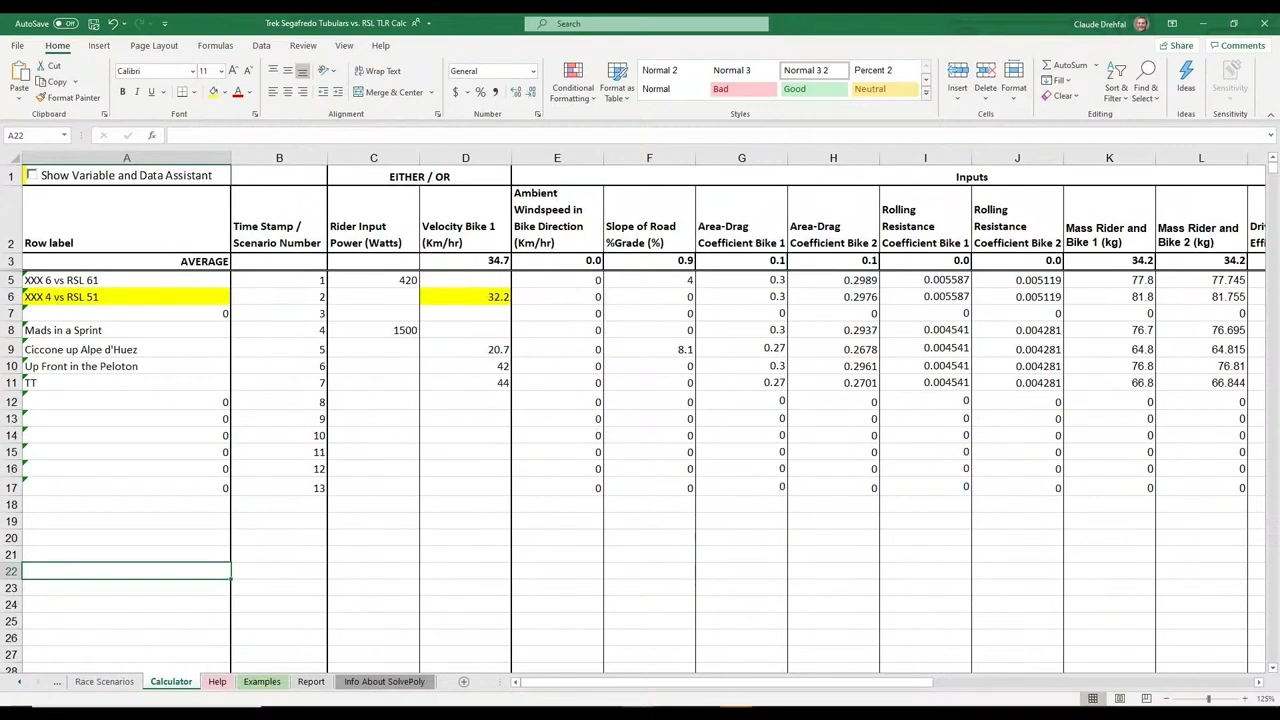 AutoSave Off Trek Segafredo Tubulars vs. RSL TLR Calc Search Claude Drehfal
File Home Insert Page Layout Formulas Data Review View Help Share Comments
Paste Cut Copy Format Painter Clipboard
Calibri 11 B I U Font
Wrap Text Merge & Center Alignment
General $ % Number
Conditional Formatting Format as Table
Normal 2 Normal 3 Normal 3 2 Percent 2
Normal Bad Good Neutral
Styles
Insert Delete Format Cells
AutoSum Fill Clear Sort & Filter Find & Select Editing
Ideas Ideas
Sensitivity Sensitivity
A22 fx
A B C D E F G H I J K L
1 Show Variable and Data Assistant EITHER / OR Inputs
2 Row label Time Stamp / Scenario Number Rider Input Power (Watts) Velocity Bike 1 (Km/hr) Ambient Windspeed in Bike Direction (Km/hr) Slope of Road %Grade (%) Area-Drag Coefficient Bike 1 Area-Drag Coefficient Bike 2 Rolling Resistance Coefficient Bike 1 Rolling Resistance Coefficient Bike 2 Mass Rider and Bike 1 (kg) Mass Rider and Bike 2 (kg)
3 AVERAGE 34.7 0.0 0.9 0.1 0.1 0.0 0.0 34.2 34.2
5 XXX 6 vs RSL 61 1 420 0 4 0.3 0.2989 0.005587 0.005119 77.8 77.745
6 XXX 4 vs RSL 51 2 32.2 0 0 0.3 0.2976 0.005587 0.005119 81.8 81.755
7 0 3 0 0 0 0 0 0 0 0
8 Mads in a Sprint 4 1500 0 0 0.3 0.2937 0.004541 0.004281 76.7 76.695
9 Ciccone up Alpe d'Huez 5 20.7 0 8.1 0.27 0.2678 0.004541 0.004281 64.8 64.815
10 Up Front in the Peloton 6 42 0 0 0.3 0.2961 0.004541 0.004281 76.8 76.81
11 TT 7 44 0 0 0.27 0.2701 0.004541 0.004281 66.8 66.844
12 0 8 0 0 0 0 0 0 0 0
13 0 9 0 0 0 0 0 0 0 0
14 0 10 0 0 0 0 0 0 0 0
15 0 11 0 0 0 0 0 0 0 0
16 0 12 0 0 0 0 0 0 0 0
17 0 13 0 0 0 0 0 0 0 0
18
19
20
21
22
23
24
25
26
27
28
... Race Scenarios Calculator Help Examples Report Info About SolvePoly
125%